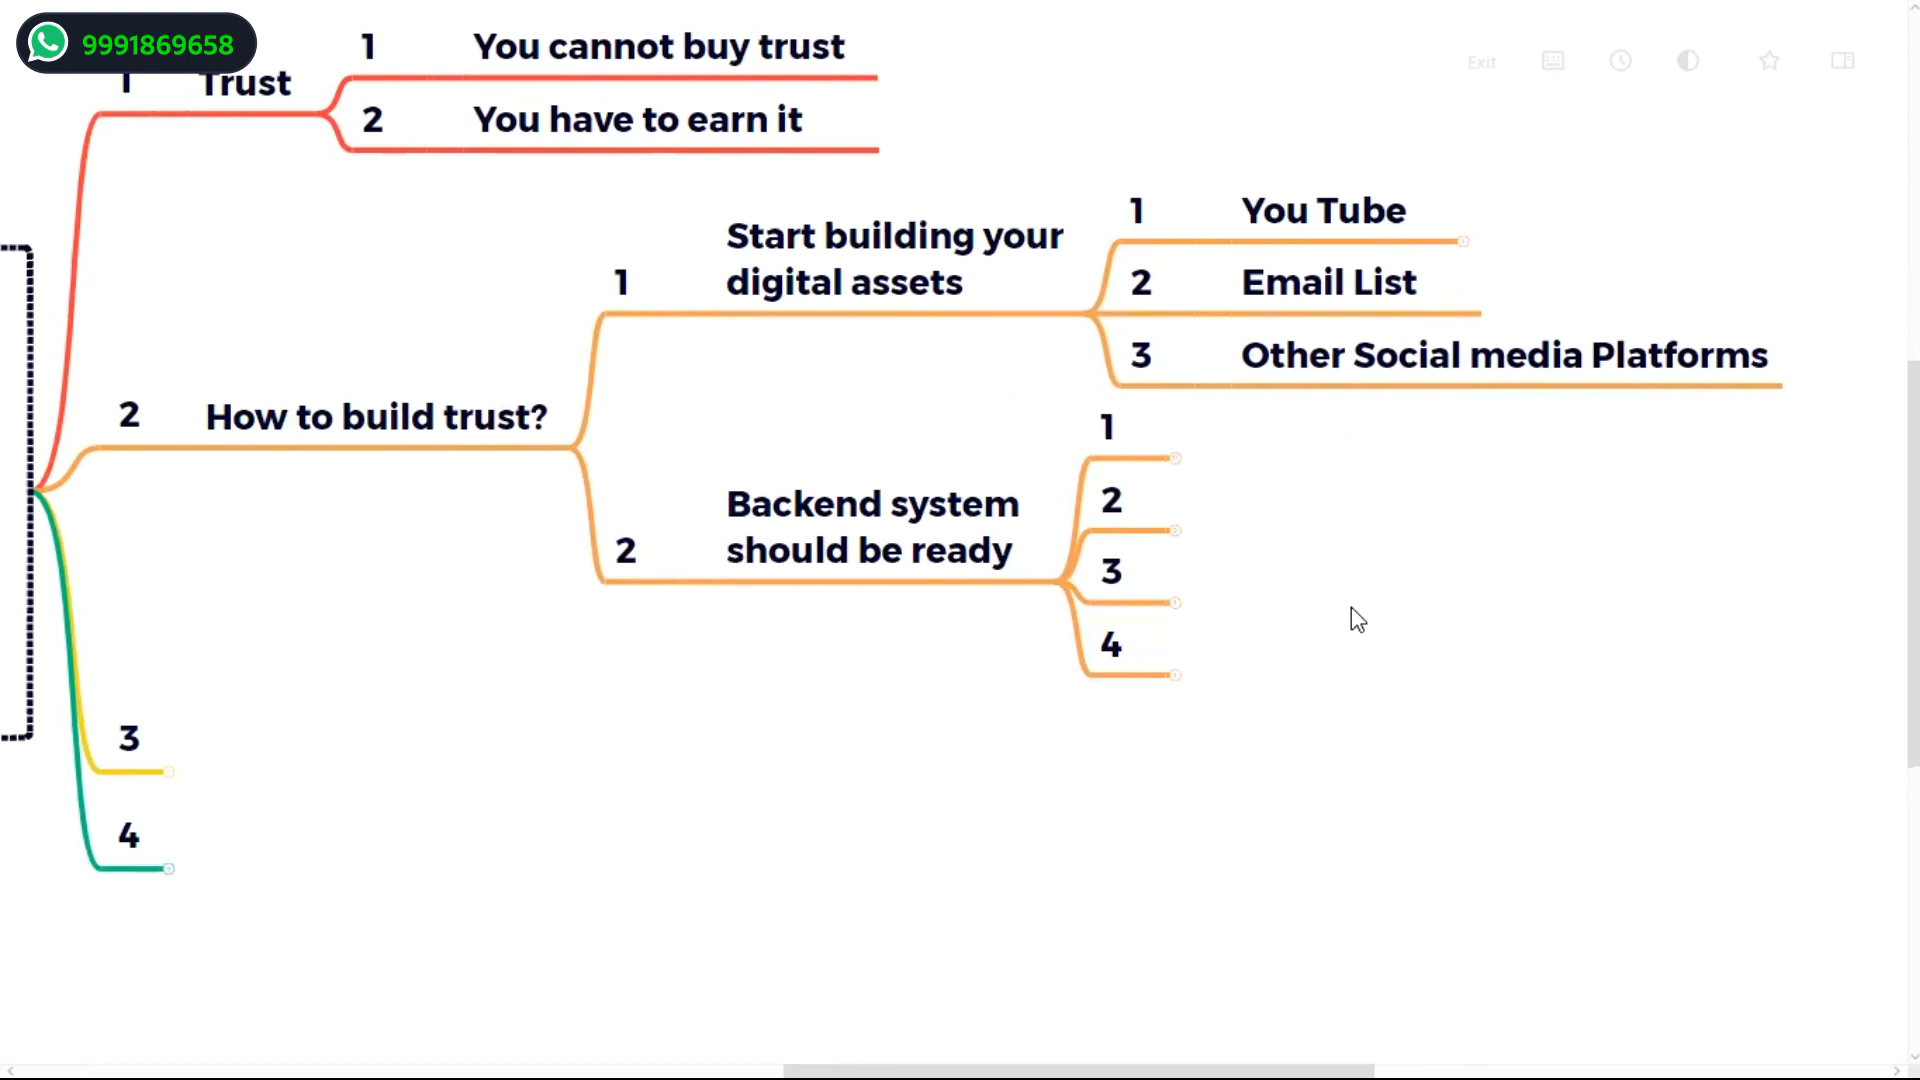 9991869658
Exit
1 Trust
1 You cannot buy trust
2 You have to earn it
2 How to build trust?
1 Start building your
digital assets
1 You Tube
2 Email List
3 Other Social media Platforms
2 Backend system
should be ready
1
2
3
4
3
4